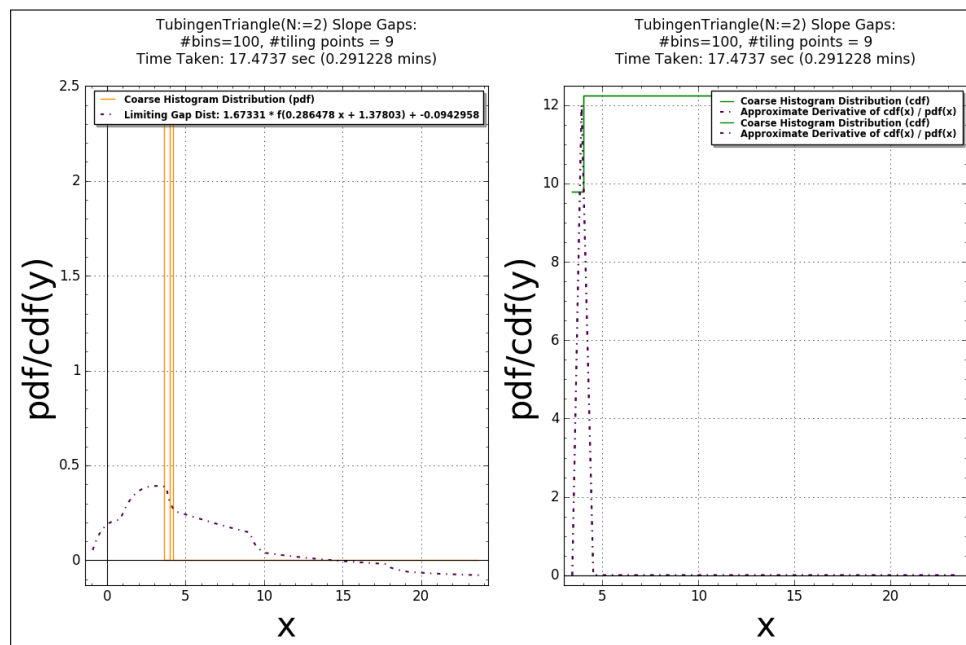 TubingenTriangle(N:=2) Slope Gaps:
#bins=100, #tiling points = 9
Time Taken: 17.4737 sec (0.291228 mins)
Coarse Histogram Distribution (pdf)
Limiting Gap Dist: 1.67331 * f(0.286478 x + 1.37803) + -0.0942958
2.5
2
1.5
1
0.5
0
pdf/cdf(y)
0
5
10
15
20
x
TubingenTriangle(N:=2) Slope Gaps:
#bins=100, #tiling points = 9
Time Taken: 17.4737 sec (0.291228 mins)
Coarse Histogram Distribution (cdf)
Approximate Derivative of cdf(x) / pdf(x)
Coarse Histogram Distribution (cdf)
Approximate Derivative of cdf(x) / pdf(x)
12
10
8
6
4
2
0
pdf/cdf(y)
5
10
15
20
x